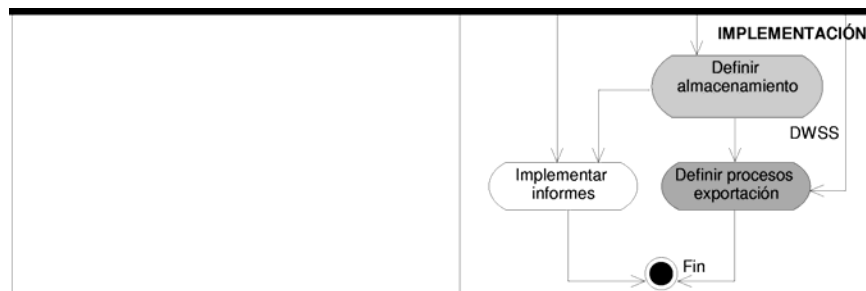 IMPLEMENTACIÓN
Definir
almacenamiento
DWSS
Implementar
informes
Definir procesos
exportación
Fin